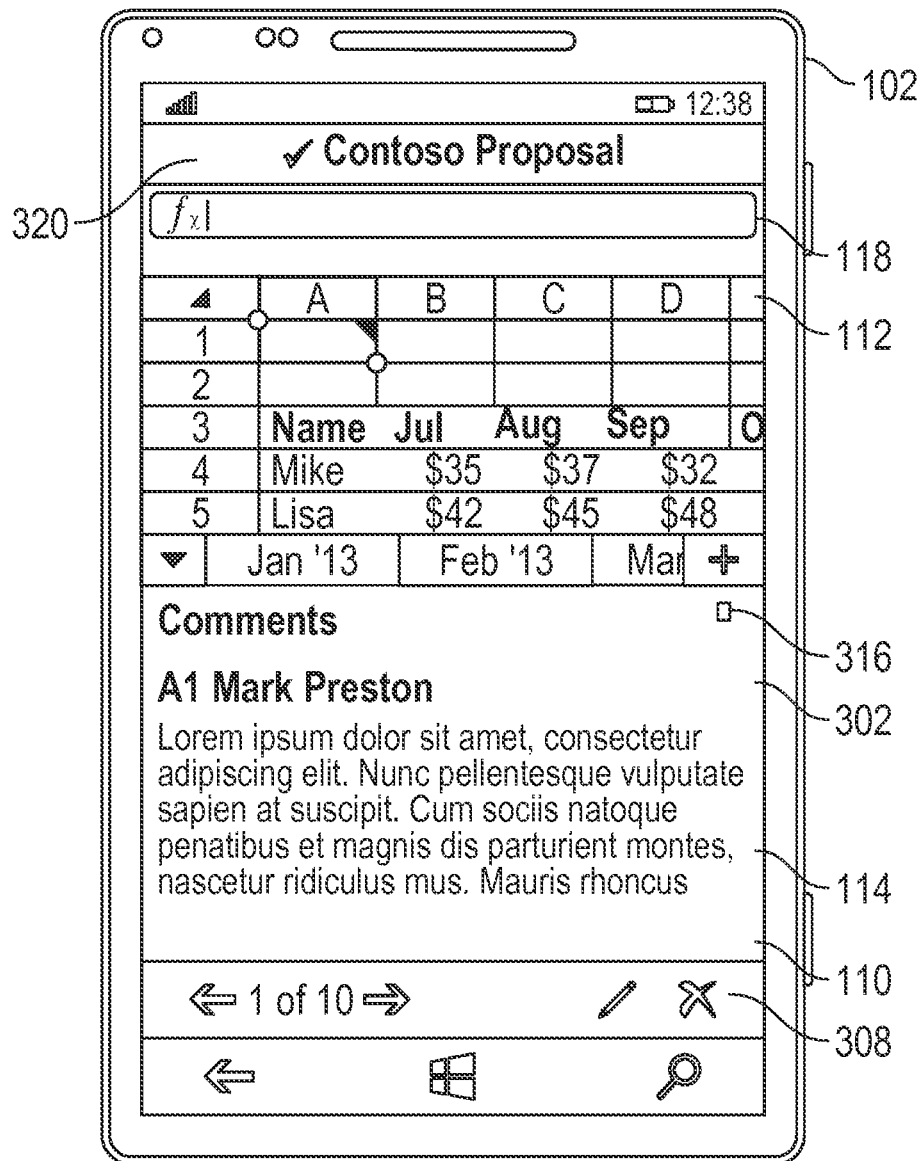 12:38
102
✓ Contoso Proposal
320
fx
118
A B C D
112
1
2
3 Name Jul Aug Sep O
4 Mike $35 $37 $32
5 Lisa $42 $45 $48
Jan '13 Feb '13 Mar +
Comments
316
A1 Mark Preston
302
Lorem ipsum dolor sit amet, consectetur
adipiscing elit. Nunc pellentesque vulputate
sapien at suscipit. Cum sociis natoque
penatibus et magnis dis parturient montes,
114
nascetur ridiculus mus. Mauris rhoncus
110
1 of 10
308